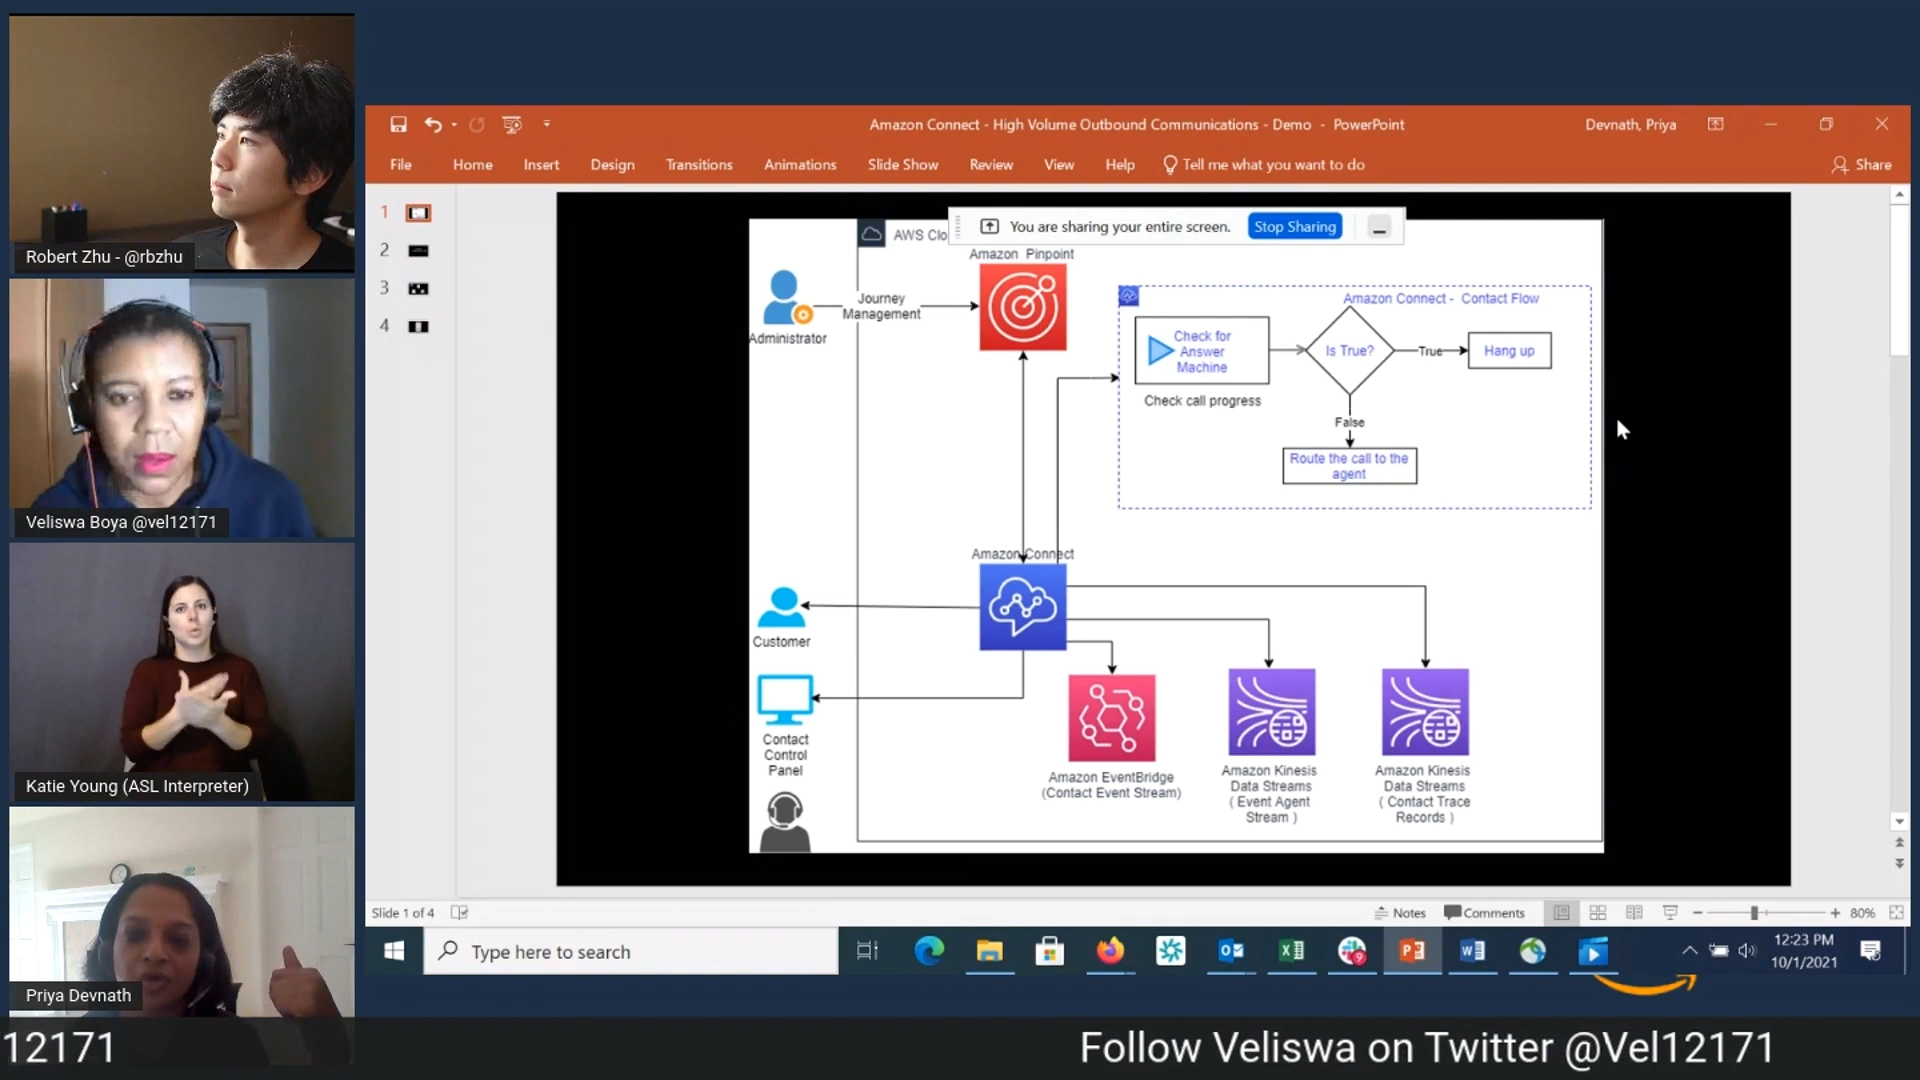 Robert Zhu - @rbzhu
Veliswa Boya @vel12171
Katie Young (ASL Interpreter)
Priya Devnath
Amazon Connect - High Volume Outbound Communications - Demo - PowerPoint
Devnath, Priya
File Home Insert Design Transitions Animations Slide Show Review View Help Tell me what you want to do
Share
1
2
3
4
You are sharing your entire screen. Stop Sharing
AWS Clo
Amazon Pinpoint
Administrator
Journey
Management
Amazon Connect - Contact Flow
Check for
Answer
Machine
Check call progress
Is True?
True
Hang up
False
Route the call to the
agent
Amazon Connect
Customer
Contact
Control
Panel
Amazon EventBridge
(Contact Event Stream)
Amazon Kinesis
Data Streams
( Event Agent
Stream )
Amazon Kinesis
Data Streams
( Contact Trace
Records )
Slide 1 of 4
Notes Comments
80%
Type here to search
12:23 PM
10/1/2021
12171
Follow Veliswa on Twitter @Vel12171